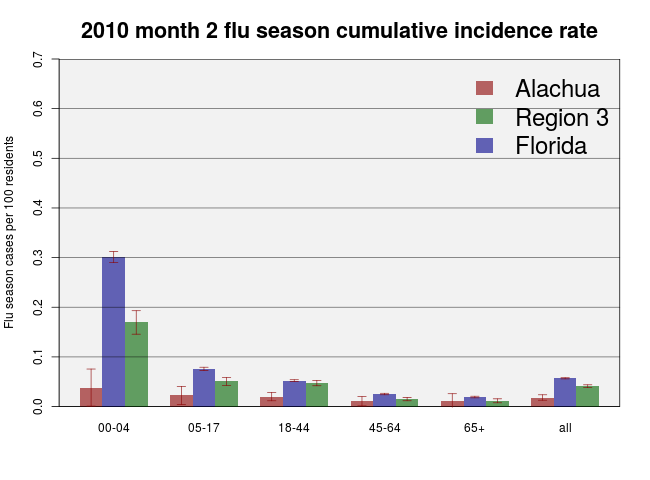 2010 month 2 flu season cumulative incidence rate
Flu season cases per 100 residents
0.7
0.6
0.5
0.4
0.3
0.2
0.1
0.0
Alachua
Region 3
Florida
00-04 05-17 18-44 45-64 65+ all